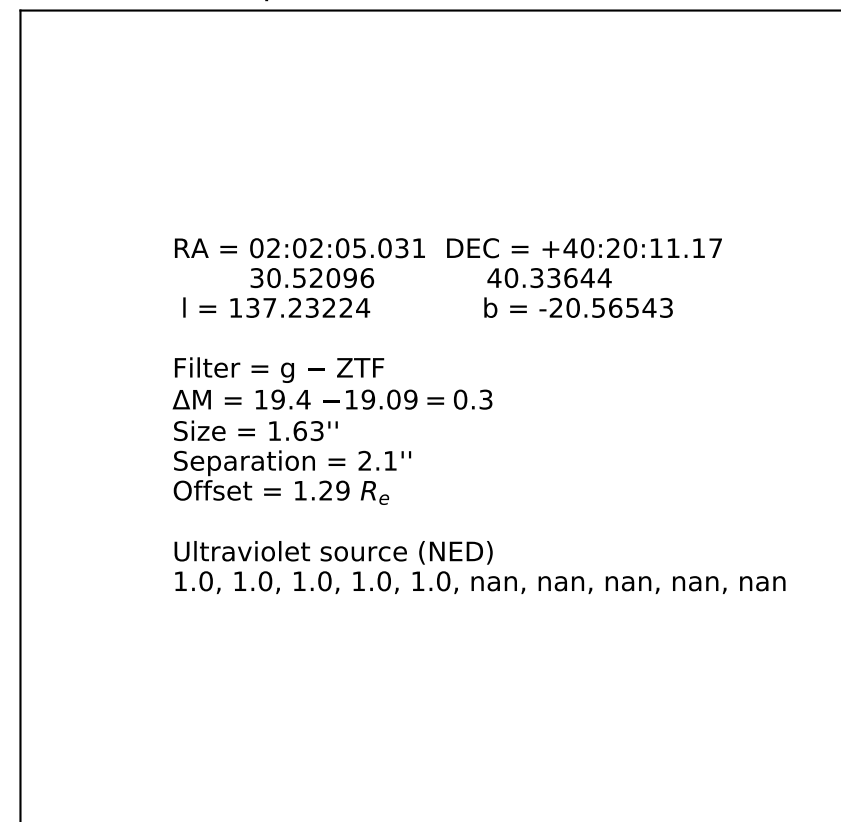 RA = 02:02:05.031 DEC = +40:20:11.17
30.52096 40.33644
l = 137.23224 b = -20.56543
Filter = g − ZTF
ΔM = 19.4 −19.09 = 0.3
Size = 1.63''
Separation = 2.1''
Offset = 1.29 Rₑ
Ultraviolet source (NED)
1.0, 1.0, 1.0, 1.0, 1.0, nan, nan, nan, nan, nan